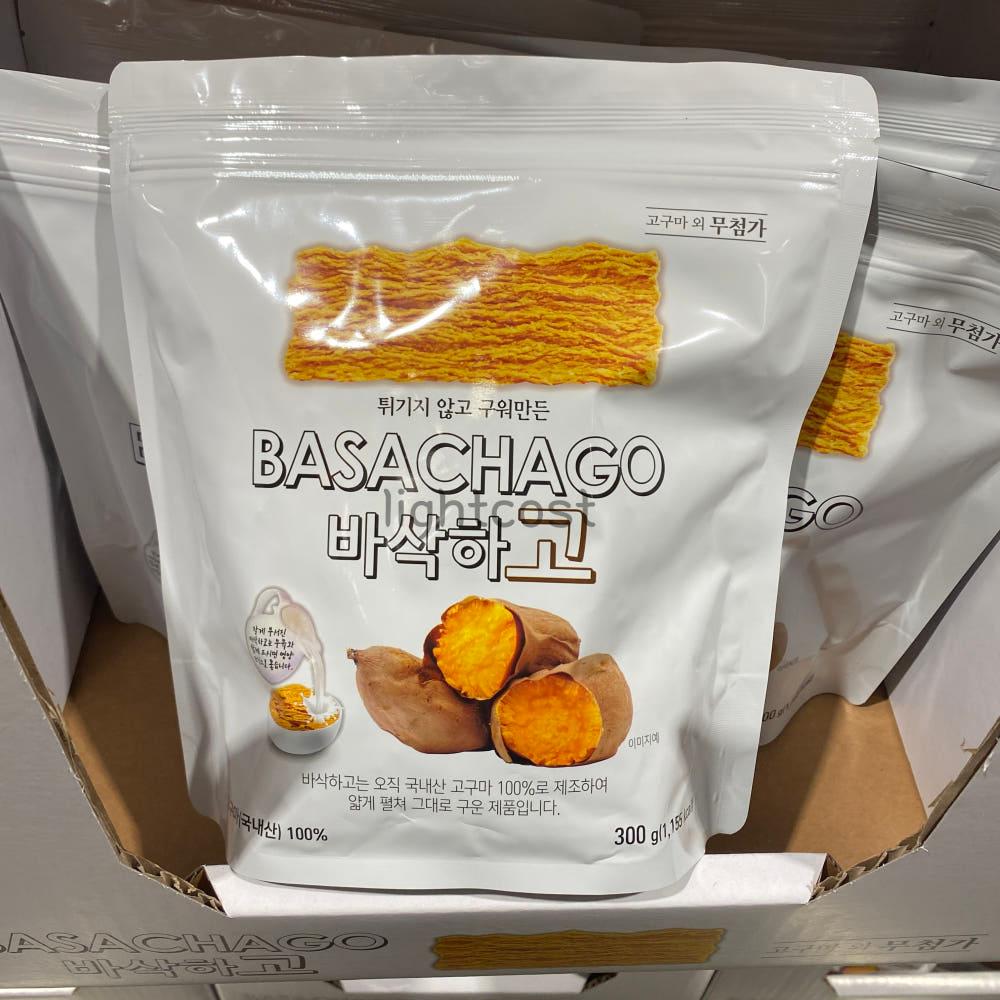 고구마 외 무첨가
튀기지 않고 구워만든
BASACHAGO
lightcost
바삭하고
이미지예
바삭하고는 오직 국내산 고구마 100%로 제조하여
얇게 펼쳐 그대로 구운 제품입니다.
(국내산) 100%
300 g(1,155
고구마 외 무첨가
GO
BASACHAGO
바삭하고
고구마 외 무첨가